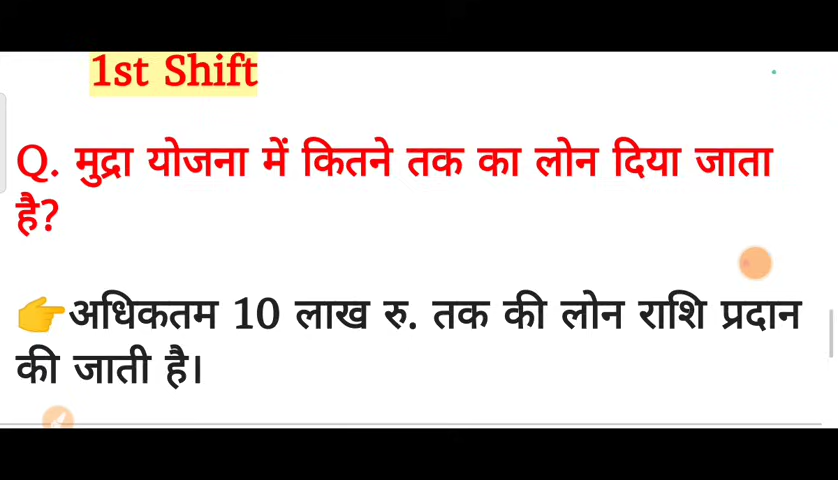 1st Shift
Q. मुद्रा योजना में कितने तक का लोन दिया जाता
है?
👉अधिकतम 10 लाख रु. तक की लोन राशि प्रदान
की जाती है।